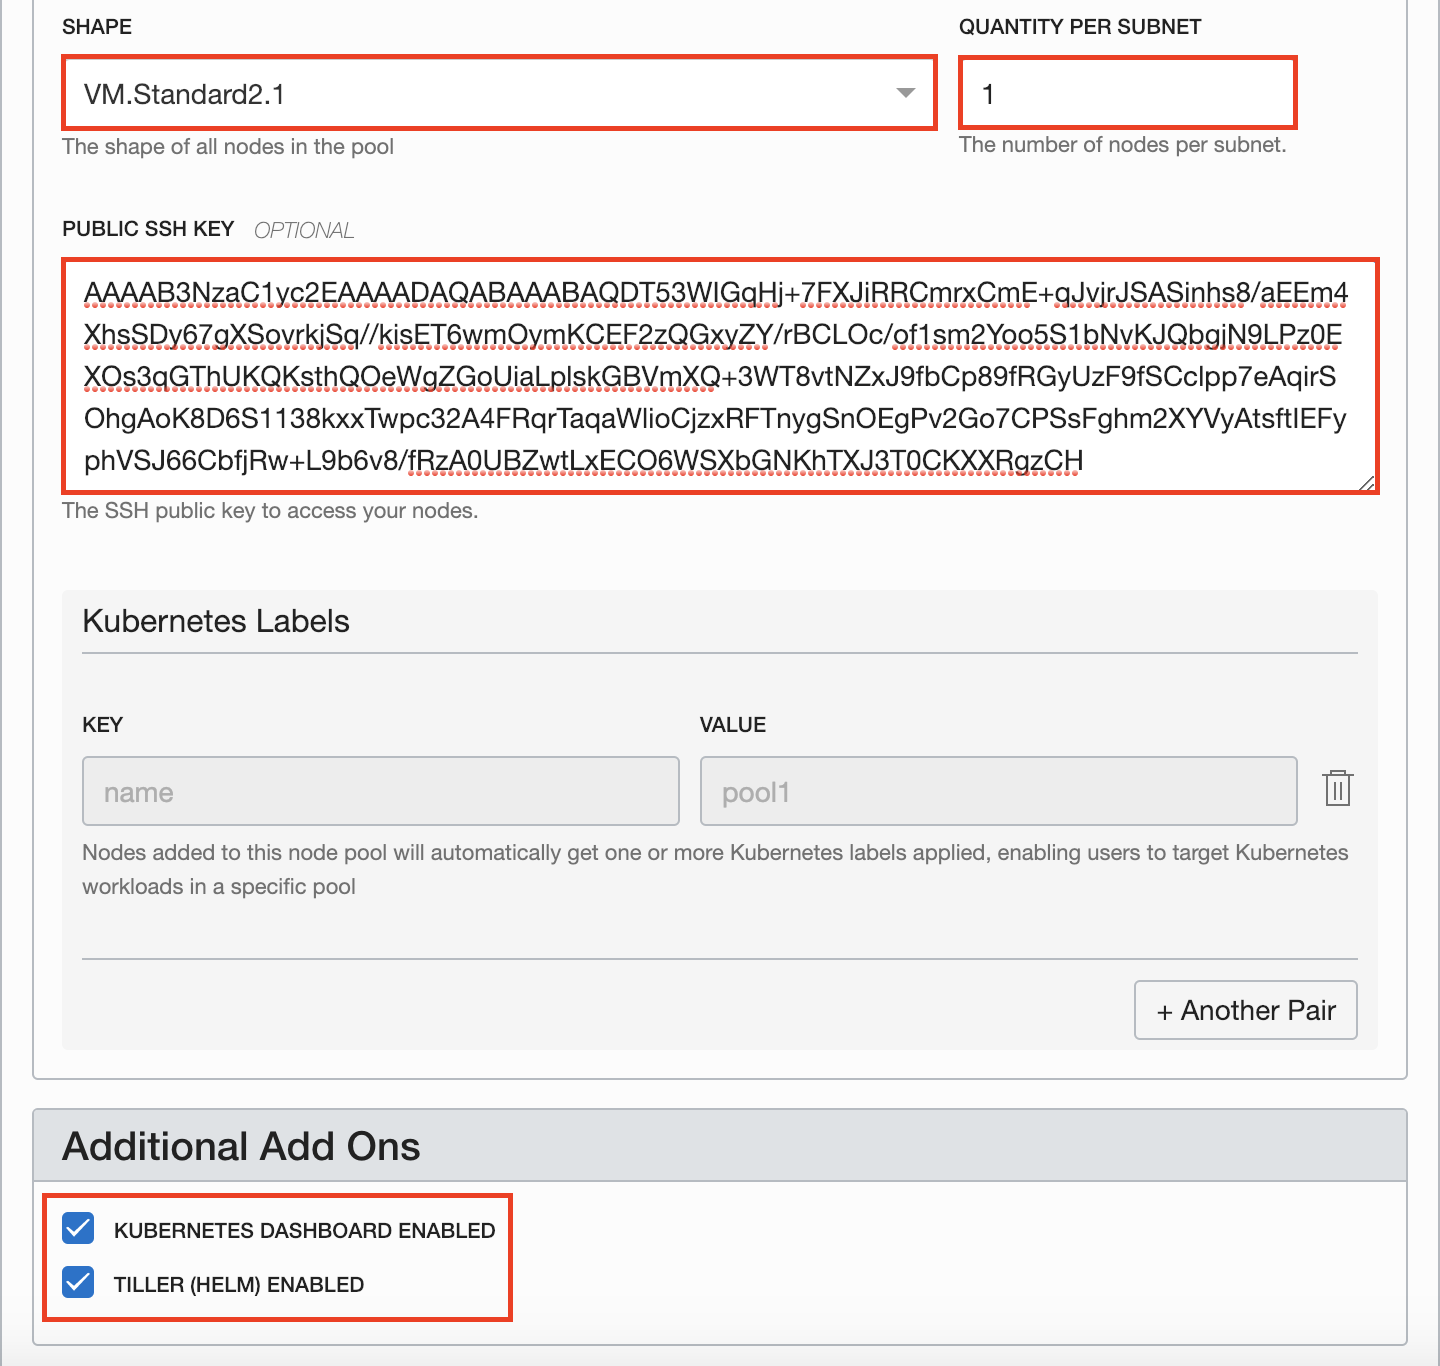 SHAPE
QUANTITY PER SUBNET
VM.Standard2.1
1
The shape of all nodes in the pool
The number of nodes per subnet.
PUBLIC SSH KEY OPTIONAL
AAAAB3NzaC1yc2EAAAADAQABAAABAQDT53WIGqHj+7FXJiRRCmrxCmE+qJvjrJSASinhs8/aEEm4
XhsSDy67gXSovrkjSq//kisET6wmOymKCEF2zQGxyZY/rBCLOc/of1sm2Yoo5S1bNvKJQbgjN9LPz0E
XOs3qGThUKQKsthQOeWgZGoUiaLplskGBVmXQ+3WT8vtNZxJ9fbCp89fRGyUzF9fSCclpp7eAqirS
OhgAoK8D6S1138kxxTwpc32A4FRqrTaqaWlioCjzxRFTnygSnOEgPv2Go7CPSsFghm2XYVyAtsftIEFy
phVSJ66CbfjRw+L9b6v8/fRzA0UBZwtLxECO6WSXbGNKhTXJ3T0CKXXRgzCH
The SSH public key to access your nodes.
Kubernetes Labels
KEY
VALUE
name
pool1
Nodes added to this node pool will automatically get one or more Kubernetes labels applied, enabling users to target Kubernetes
workloads in a specific pool
+ Another Pair
Additional Add Ons
KUBERNETES DASHBOARD ENABLED
TILLER (HELM) ENABLED